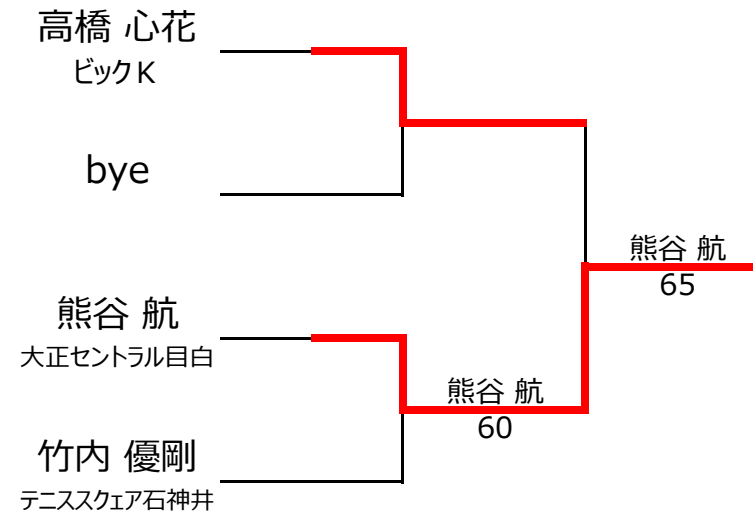 高橋 心花
ビックK
bye
熊谷 航
65
熊谷 航
大正セントラル目白
熊谷 航
60
竹内 優剛
テニススクェア石神井